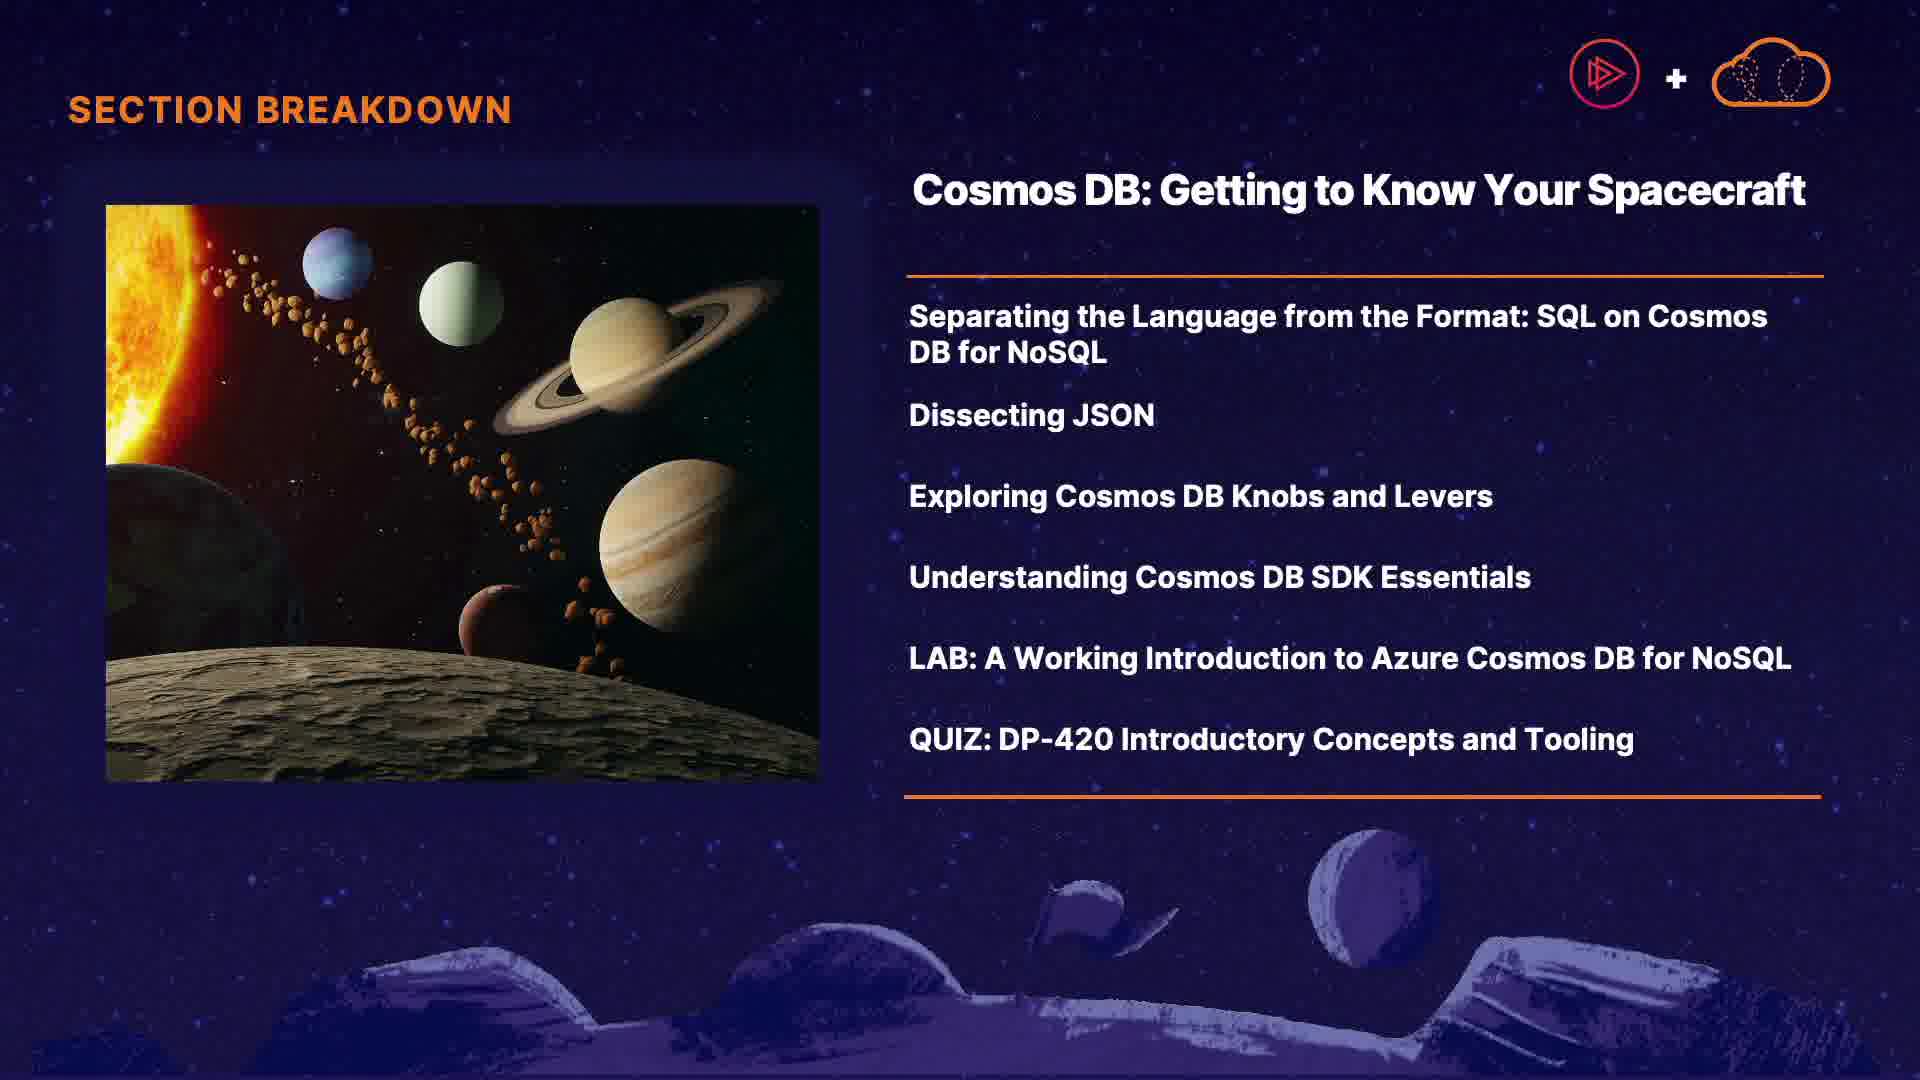 SECTION BREAKDOWN
+
Cosmos DB: Getting to Know Your Spacecraft
Separating the Language from the Format: SQL on Cosmos
DB for NoSQL
Dissecting JSON
Exploring Cosmos DB Knobs and Levers
Understanding Cosmos DB SDK Essentials
LAB: A Working Introduction to Azure Cosmos DB for NoSQL
QUIZ: DP-420 Introductory Concepts and Tooling